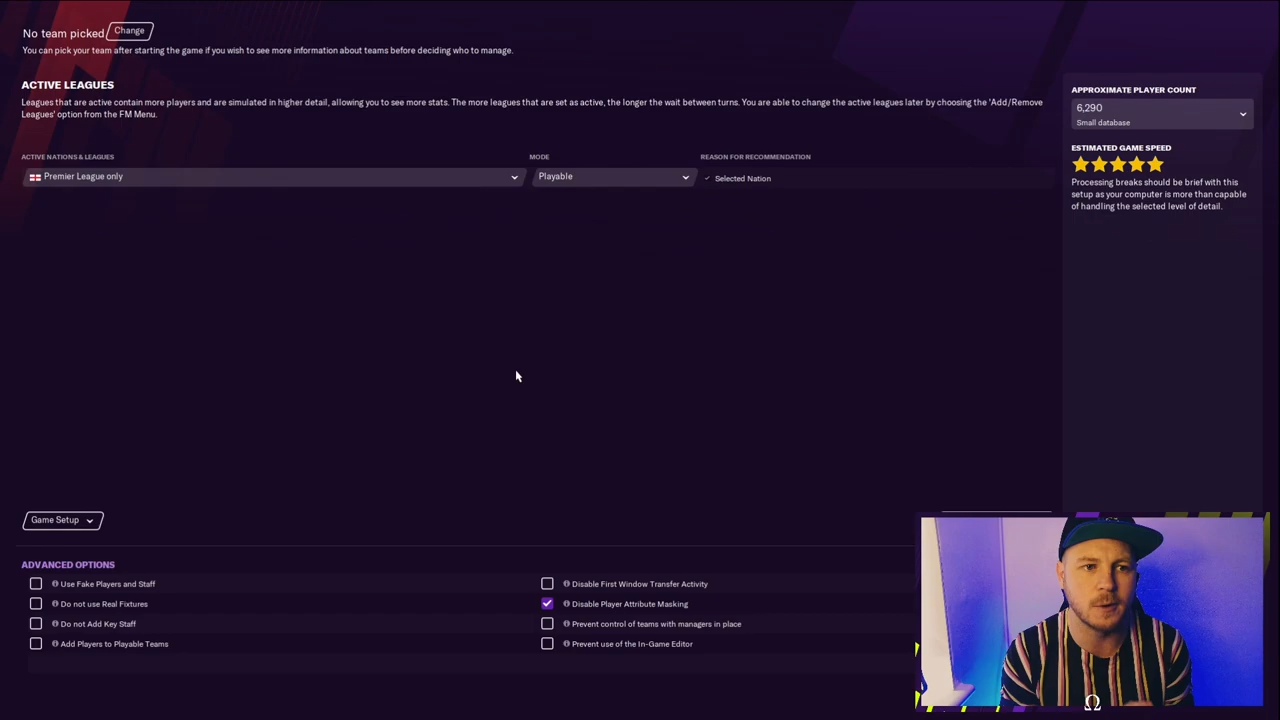 No team picked
Change
You can pick your team after starting the game if you wish to see more information about teams before deciding who to manage.
ACTIVE LEAGUES
Leagues that are active contain more players and are simulated in higher detail, allowing you to see more stats. The more leagues that are set as active, the longer the wait between turns. You are able to change the active leagues later by choosing the 'Add/Remove
Leagues' option from the FM Menu.
ACTIVE NATIONS & LEAGUES
MODE
REASON FOR RECOMMENDATION
Premier League only
Playable
Selected Nation
APPROXIMATE PLAYER COUNT
6,290
Small database
ESTIMATED GAME SPEED
Processing breaks should be brief with this
setup as your computer is more than capable
of handling the selected level of detail.
Game Setup
ADVANCED OPTIONS
Use Fake Players and Staff
Do not use Real Fixtures
Do not Add Key Staff
Add Players to Playable Teams
Disable First Window Transfer Activity
Disable Player Attribute Masking
Prevent control of teams with managers in place
Prevent use of the In-Game Editor
Ω